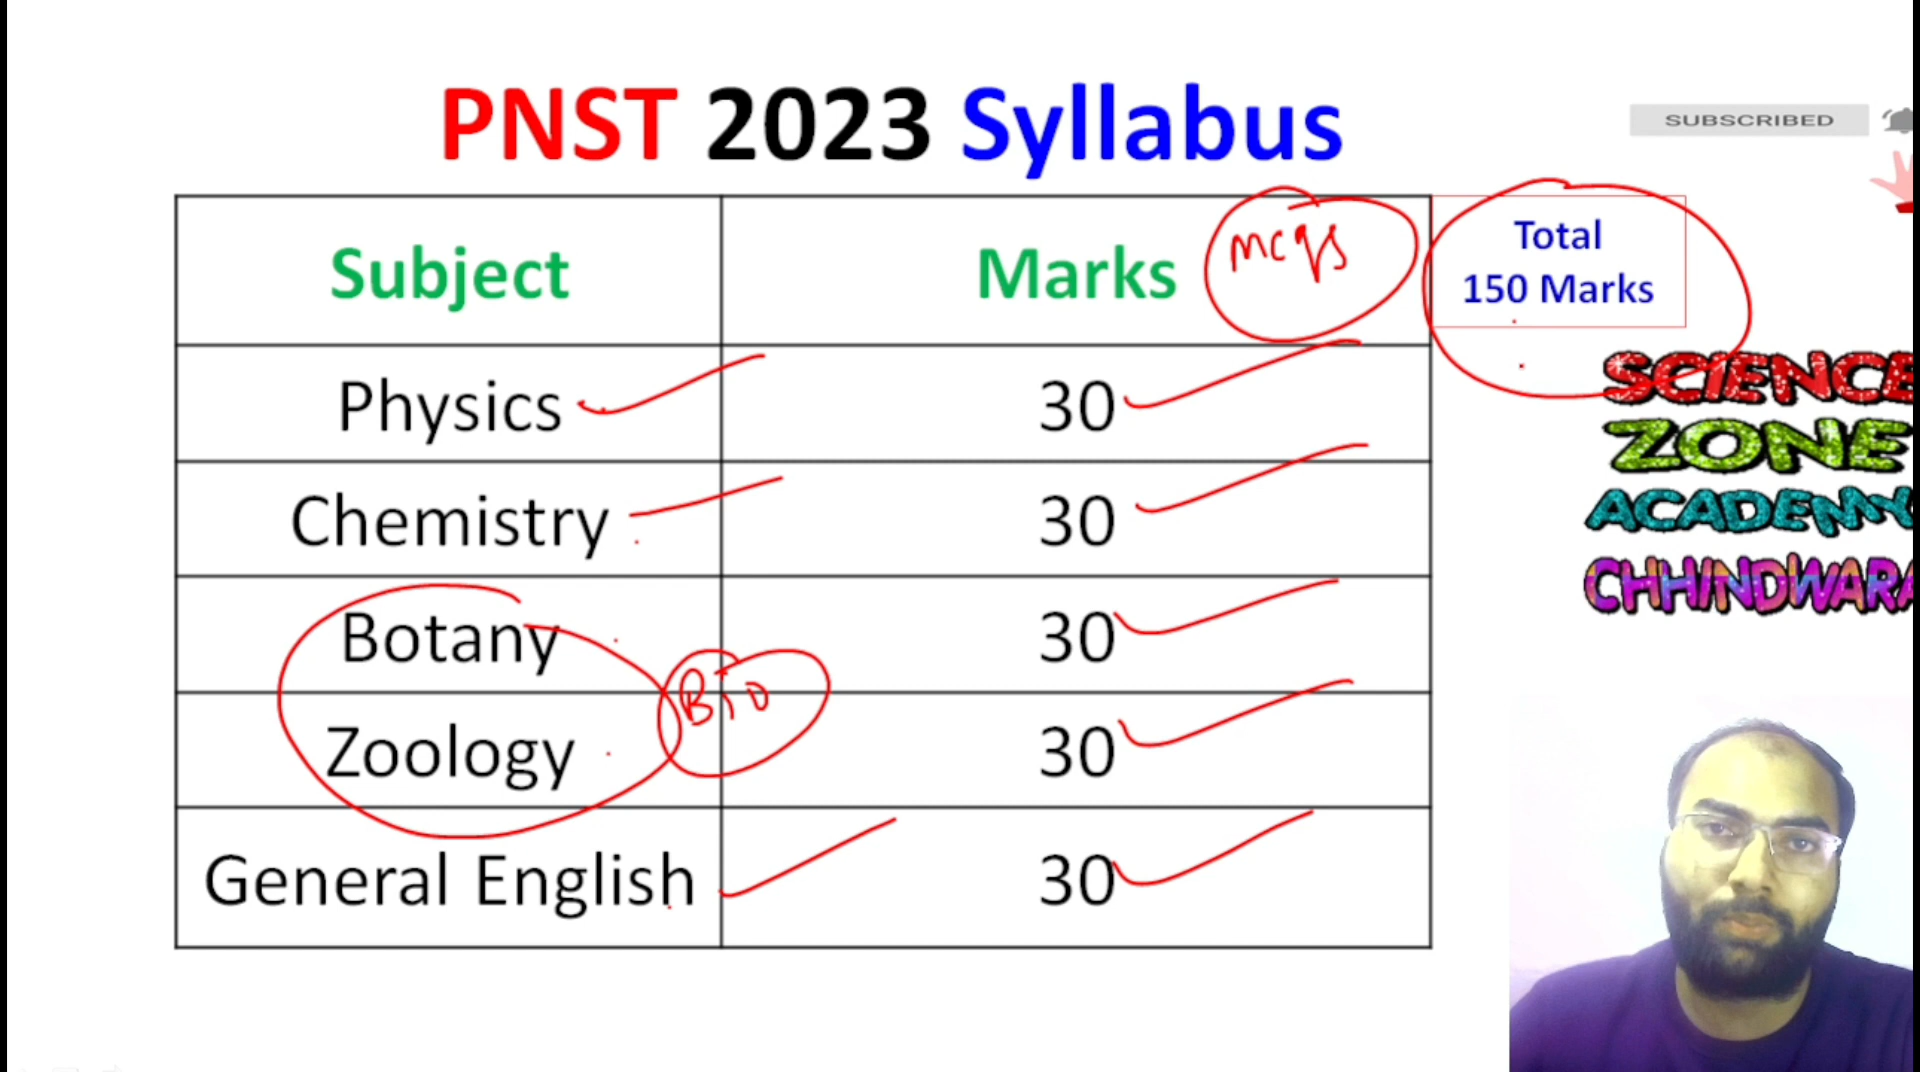 PNST 2023 Syllabus
SUBSCRIBED
Subject Marks mcqs Total
150 Marks
Physics 30
Chemistry 30
Botany 30
Bio
Zoology 30
General English 30
SCIENCE
ZONE
ACADEMY
CHHINDWARA